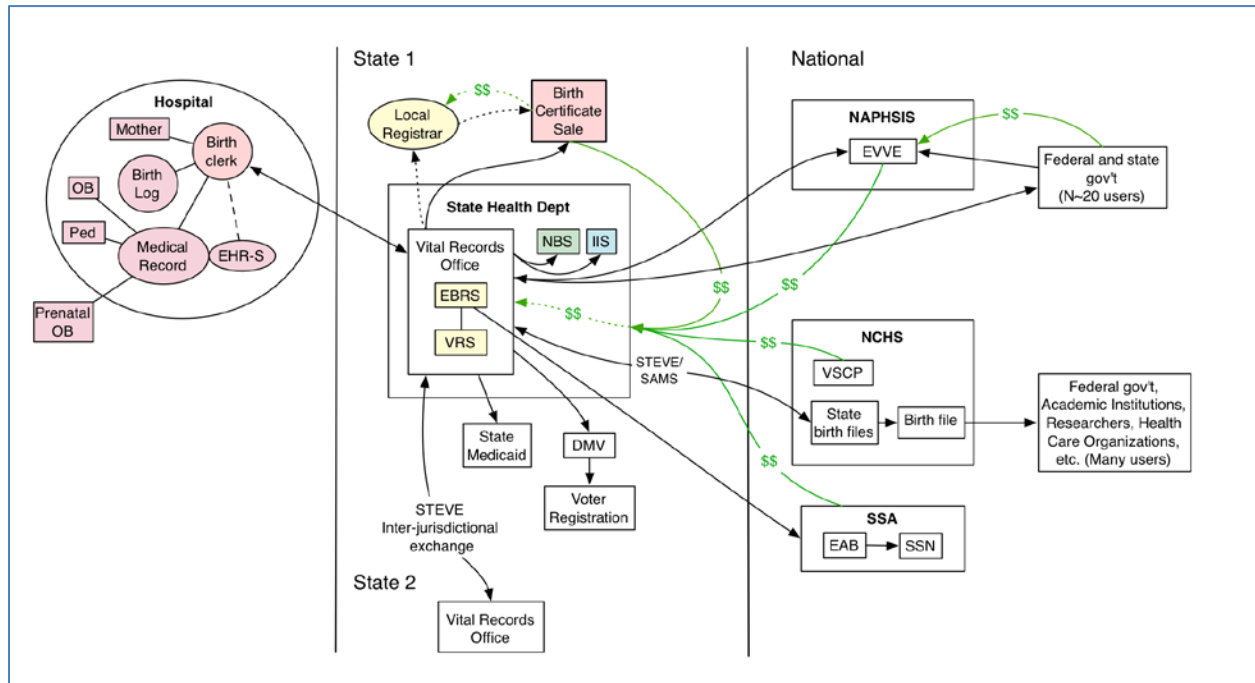 Hospital
Mother
Birth
clerk
Birth
Log
OB
Ped
Medical
Record
EHR-S
Prenatal
OB
State 1
$$
Local
Registrar
Birth
Certificate
Sale
State Health Dept
Vital Records
Office
NBS
IIS
EBRS
VRS
$$
$$
STEVE/
SAMS
State
Medicaid
DMV
Voter
Registration
STEVE
Inter-jurisdictional
exchange
State 2
Vital Records
Office
National
NAPHSIS
EVVE
$$
Federal and state
gov't
(N~20 users)
$$
NCHS
$$
VSCP
State
birth files
Birth file
Federal gov't,
Academic Institutions,
Researchers, Health
Care Organizations,
etc. (Many users)
$$
SSA
EAB
SSN